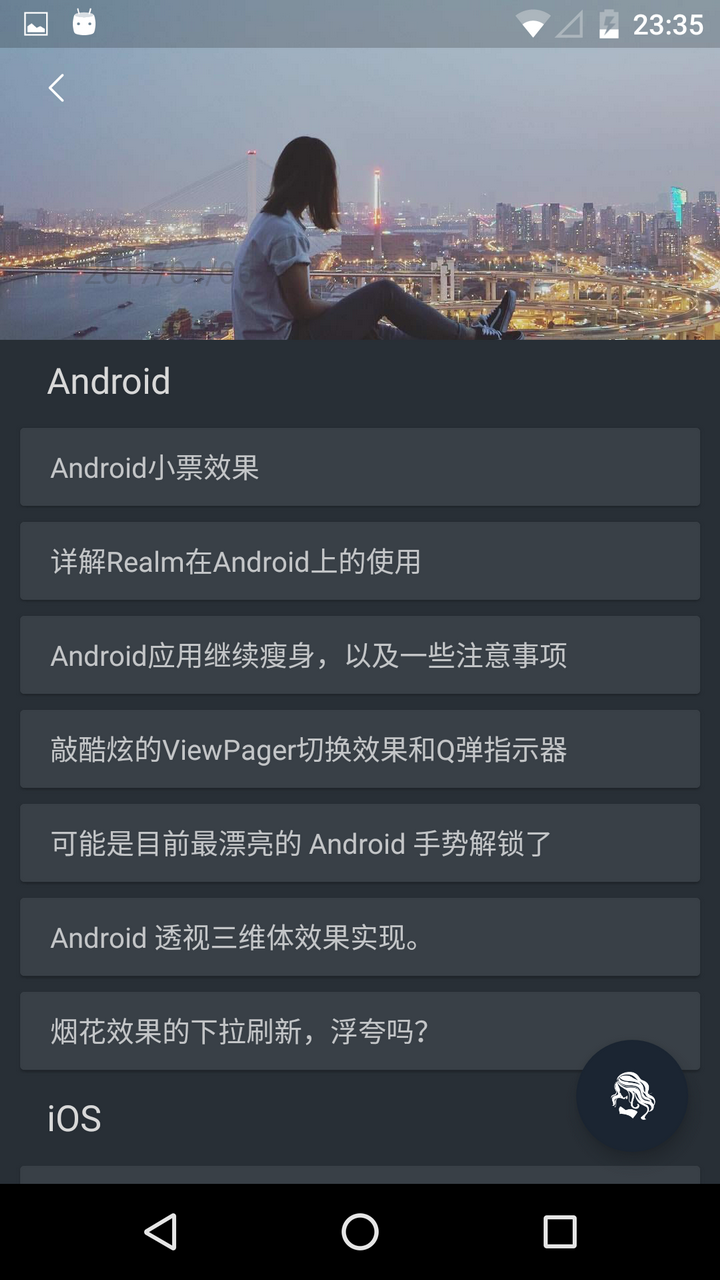 23:35
Android
Android小票效果
详解Realm在Android上的使用
Android应用继续瘦身，以及一些注意事项
敲酷炫的ViewPager切换效果和Q弹指示器
可能是目前最漂亮的 Android 手势解锁了
Android 透视三维体效果实现。
烟花效果的下拉刷新，浮夸吗？
iOS